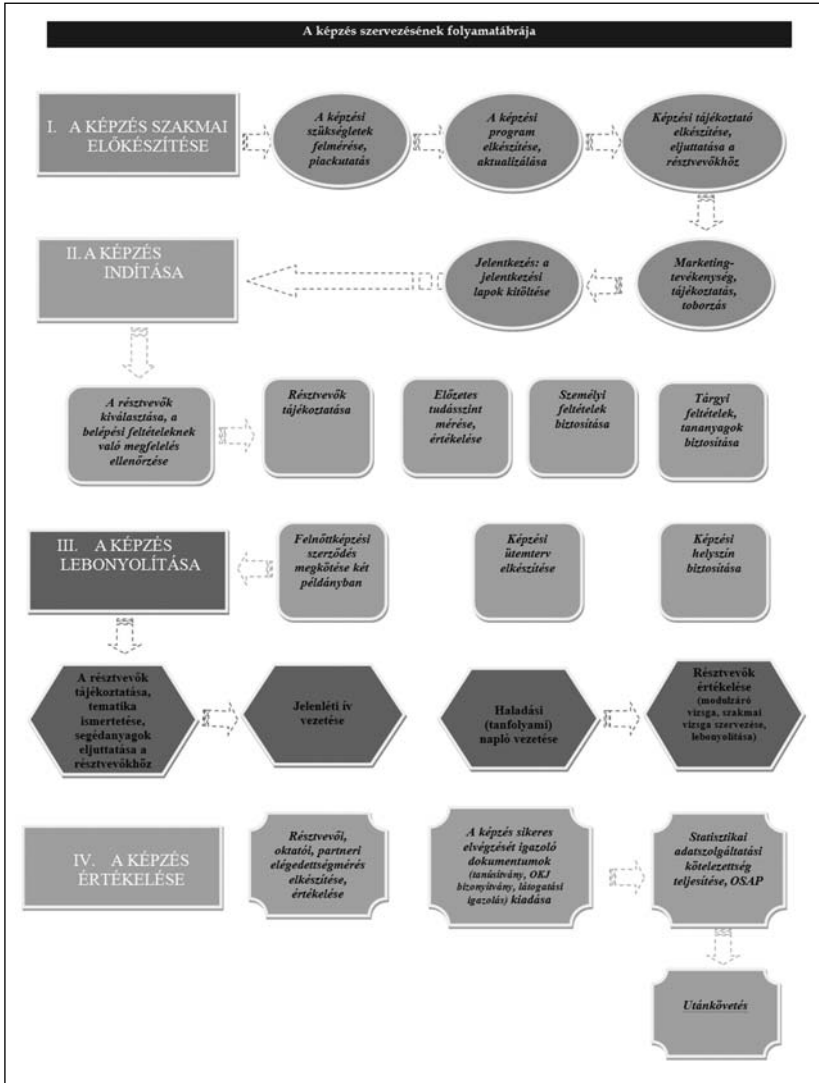 A képzés szervezésének folyamatábrája
I. A KÉPZÉS SZAKMAI
ELŐKÉSZÍTÉSE
A képzési
szükségletek
felmérése,
piackutatás
A képzési
program
elkészítése,
aktualizálása
Képzési tájékoztató
elkészítése,
eljuttatása a
résztvevőkhöz
II. A KÉPZÉS
INDÍTÁSA
Jelentkezés: a
jelentkezési
lapok kitöltése
Marketing-
tevékenység,
tájékoztatás,
toborzás
A résztvevők
kiválasztása, a
belépési feltételeknek
való megfelelés
ellenőrzése
Résztvevők
tájékoztatása
Előzetes
tudásszint
mérése,
értékelése
Személyi
feltételek
biztosítása
Tárgyi
feltételek,
tananyagok
biztosítása
III. A KÉPZÉS
LEBONYOLÍTÁSA
Felnőttképzési
szerződés
megkötése két
példányban
Képzési
ütemterv
elkészítése
Képzési
helyszín
biztosítása
A résztvevők
tájékoztatása,
tematika
ismertetése,
segédanyagok
eljuttatása a
résztvevőkhöz
Jelenléti ív
vezetése
Haladási
(tanfolyami)
napló vezetése
Résztvevők
értékelése
(modulzáró
vizsga, szakmai
vizsga szervezése,
lebonyolítása)
IV. A KÉPZÉS
ÉRTÉKELÉSE
Résztvevői,
oktatói, partneri
elégedettségmérés
elkészítése,
értékelése
A képzés sikeres
elvégzését igazoló
dokumentumok
(tanúsítvány, OKJ
bizonyítvány, látogatási
igazolás) kiadása
Statisztikai
adatszolgáltatási
kötelezettség
teljesítése, OSAP
Utánkövetés